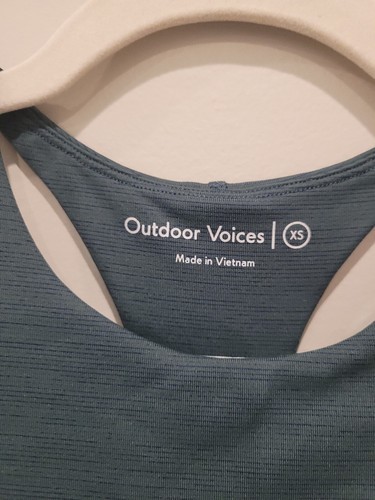 Outdoor Voices | XS
Made in Vietnam